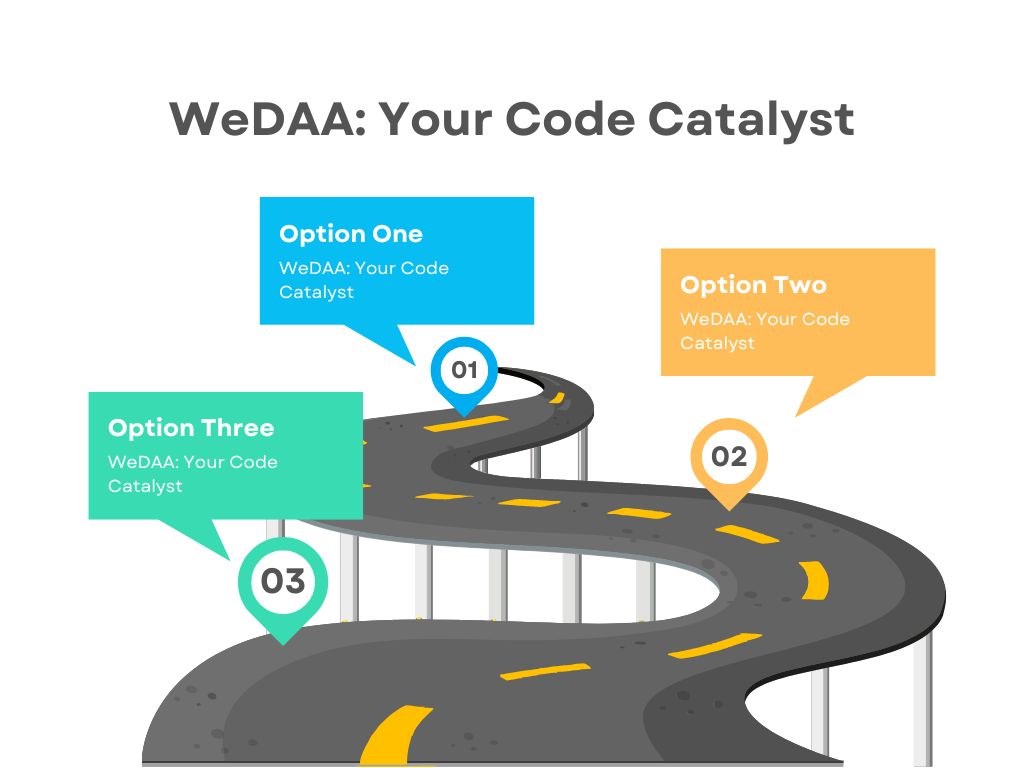 WeDAA: Your Code Catalyst
Option One
WeDAA: Your Code
Catalyst
Option Two
WeDAA: Your Code
Catalyst
01
Option Three
WeDAA: Your Code
Catalyst
02
03